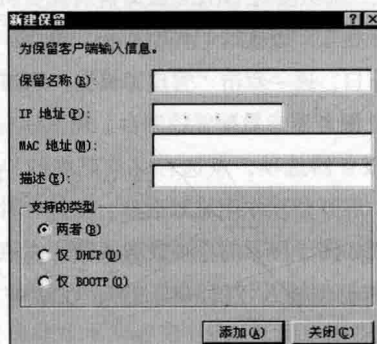 新建保留
为保留客户端输入信息。
保留名称(R):
IP 地址(P):
MAC 地址(M):
描述(E):
支持的类型
两者(B)
仅 DHCP(D)
仅 BOOTP(O)
添加(A) 关闭(C)